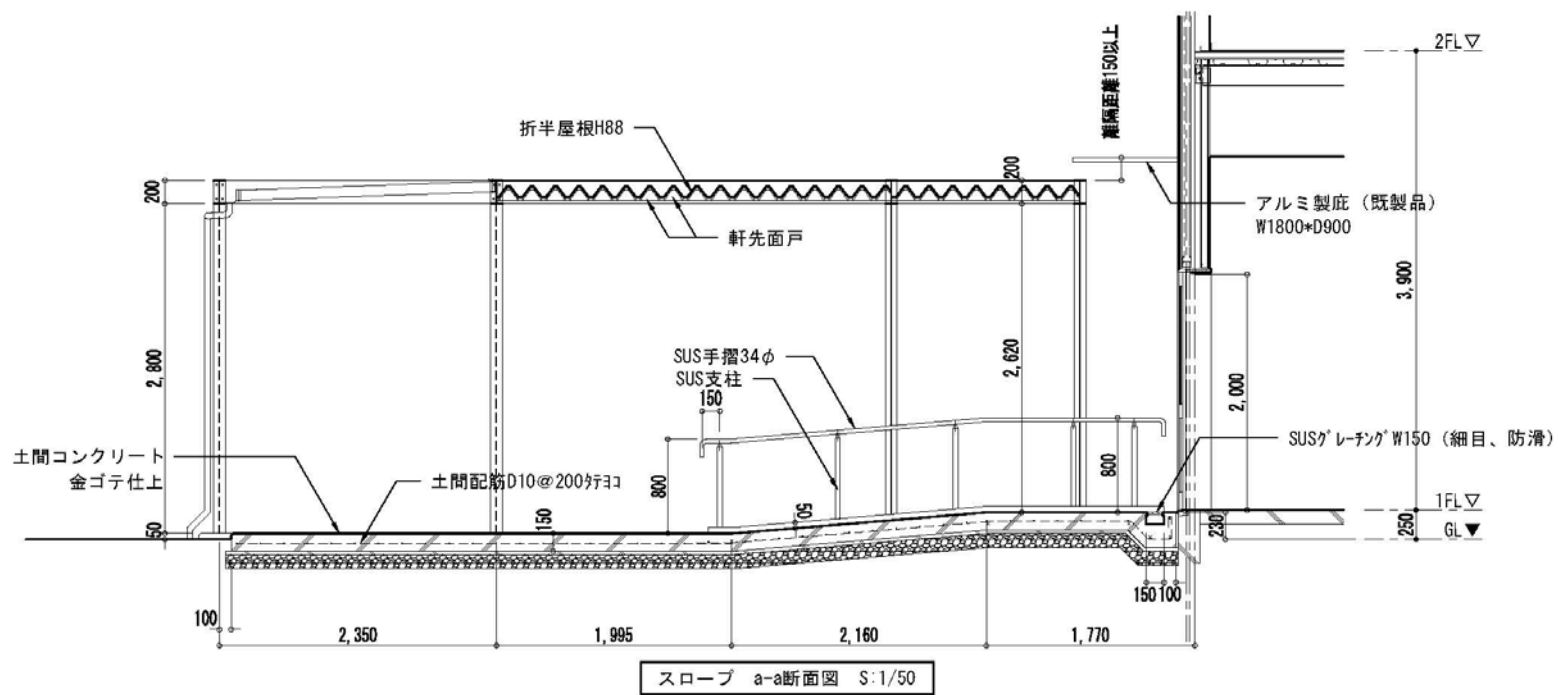 2FL▽
離隔距離150以上
折半屋根H88
200
200
アルミ製庇（既製品）
W1800*D900
軒先面戸
3,900
2,800
2,620
2,000
SUS手摺34φ
SUS支柱
150
SUSｸﾞﾚｰﾁﾝｸﾞW150（細目、防滑）
土間コンクリート
金ゴテ仕上
土間配筋D10@200ﾀﾃﾖｺ
800
800
1FL▽
50
150
50
230
250
GL▼
150
100
100
2,350
1,995
2,160
1,770
スロープ a-a断面図 S:1/50